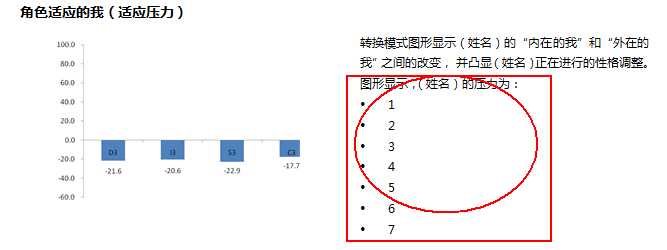 角色适应的我（适应压力）
100.0
80.0
60.0
40.0
20.0
0.0
-20.0
-40.0
-60.0
D3 I3 S3 C3
-21.6 -20.6 -22.9 -17.7
转换模式图形显示（姓名）的“内在的我”和“外在的
我”之间的改变，并凸显（姓名）正在进行的性格调整。
图形显示，（姓名）的压力为：
• 1
• 2
• 3
• 4
• 5
• 6
• 7